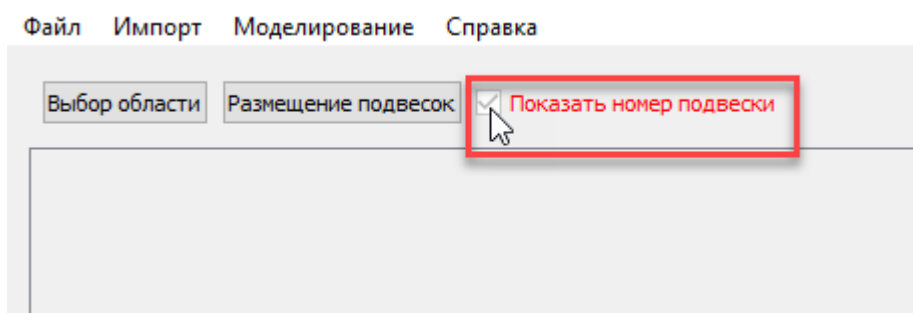 Файл Импорт Моделирование Справка
Выбор области Размещение подвесок Показать номер подвески